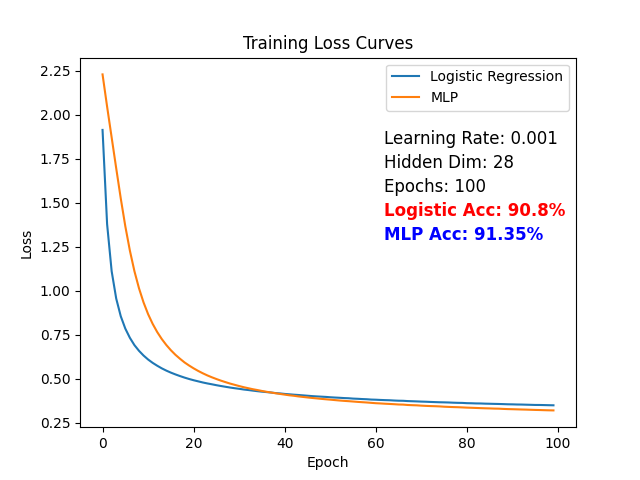 Training Loss Curves
Logistic Regression
MLP
Learning Rate: 0.001
Hidden Dim: 28
Epochs: 100
Logistic Acc: 90.8%
MLP Acc: 91.35%
2.25
2.00
1.75
1.50
1.25
1.00
0.75
0.50
0.25
Loss
0 20 40 60 80 100
Epoch